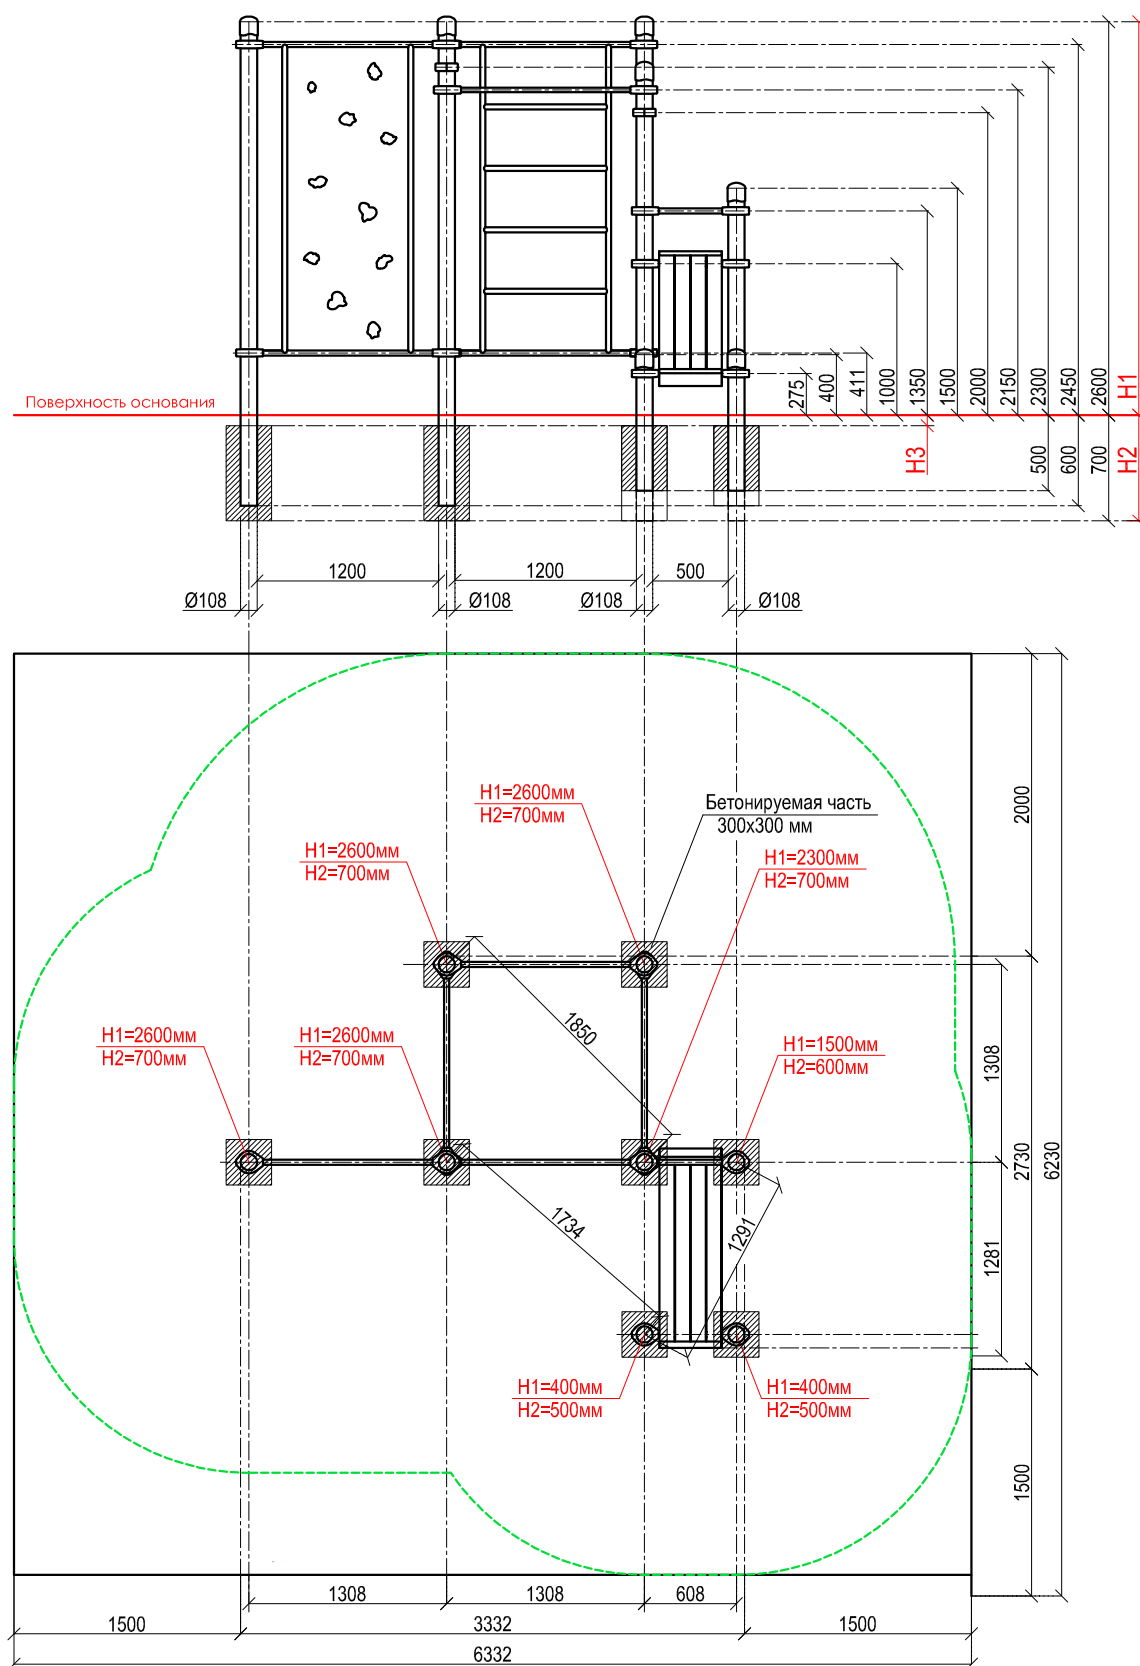 Поверхность основания
275
400
411
1000
1350
1500
2000
2150
2300
2450
2600
H1
H3
500
600
700
H2
1200
1200
500
Ø108
Ø108
Ø108
Ø108
H1=2600мм
H2=700мм
Бетонируемая часть
300x300 мм
2000
H1=2600мм
H2=700мм
H1=2300мм
H2=700мм
1850
H1=2600мм
H2=700мм
H1=2600мм
H2=700мм
H1=1500мм
H2=600мм
1308
2730
6230
1734
1291
1281
H1=400мм
H2=500мм
H1=400мм
H2=500мм
1500
1308
1308
608
1500
3332
1500
6332